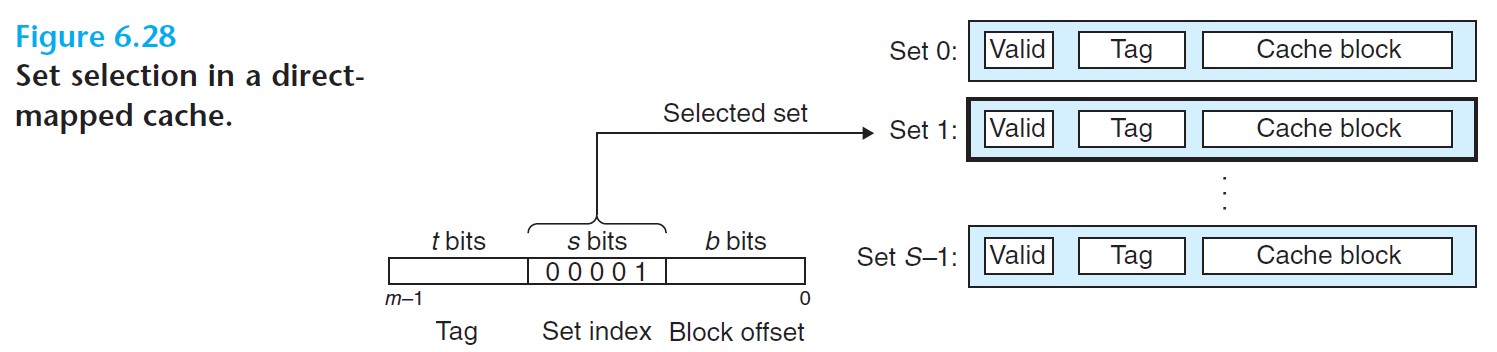 Figure 6.28
Set selection in a direct-
mapped cache.
Set 0: Valid Tag Cache block
Selected set
Set 1: Valid Tag Cache block
. . .
t bits s bits b bits
Set S–1: Valid Tag Cache block
0 0 0 0 1
m–1 0
Tag Set index Block offset